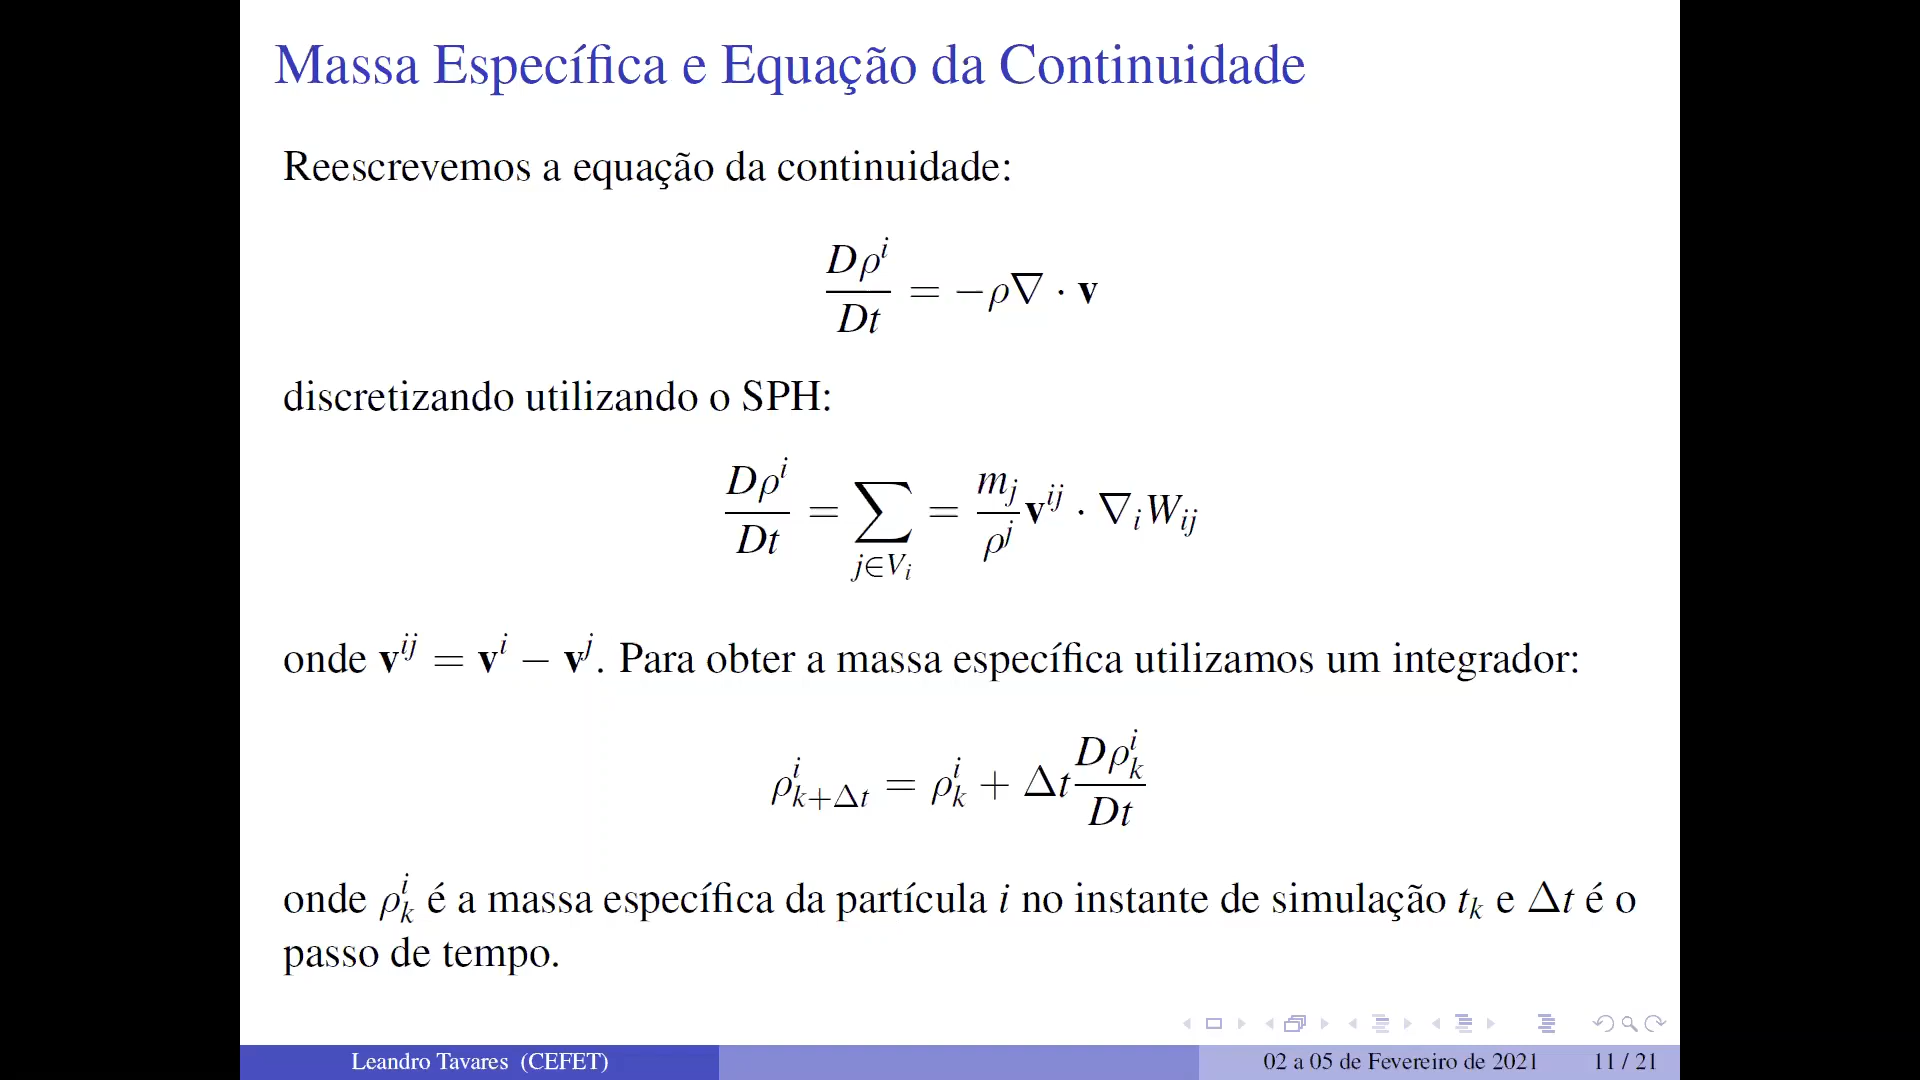 Massa Específica e Equação da Continuidade
Reescrevemos a equação da continuidade:
Dρ^i/Dt = −ρ∇ · v
discretizando utilizando o SPH:
Dρ^i/Dt = ∑_{j∈V_i} = m_j/ρ^j v^{ij} · ∇_i W_{ij}
onde v^{ij} = v^i − v^j. Para obter a massa específica utilizamos um integrador:
ρ^i_{k+Δt} = ρ^i_k + Δt Dρ^i_k/Dt
onde ρ^i_k é a massa específica da partícula i no instante de simulação t_k e Δt é o
passo de tempo.
Leandro Tavares (CEFET) 02 a 05 de Fevereiro de 2021 11 / 21